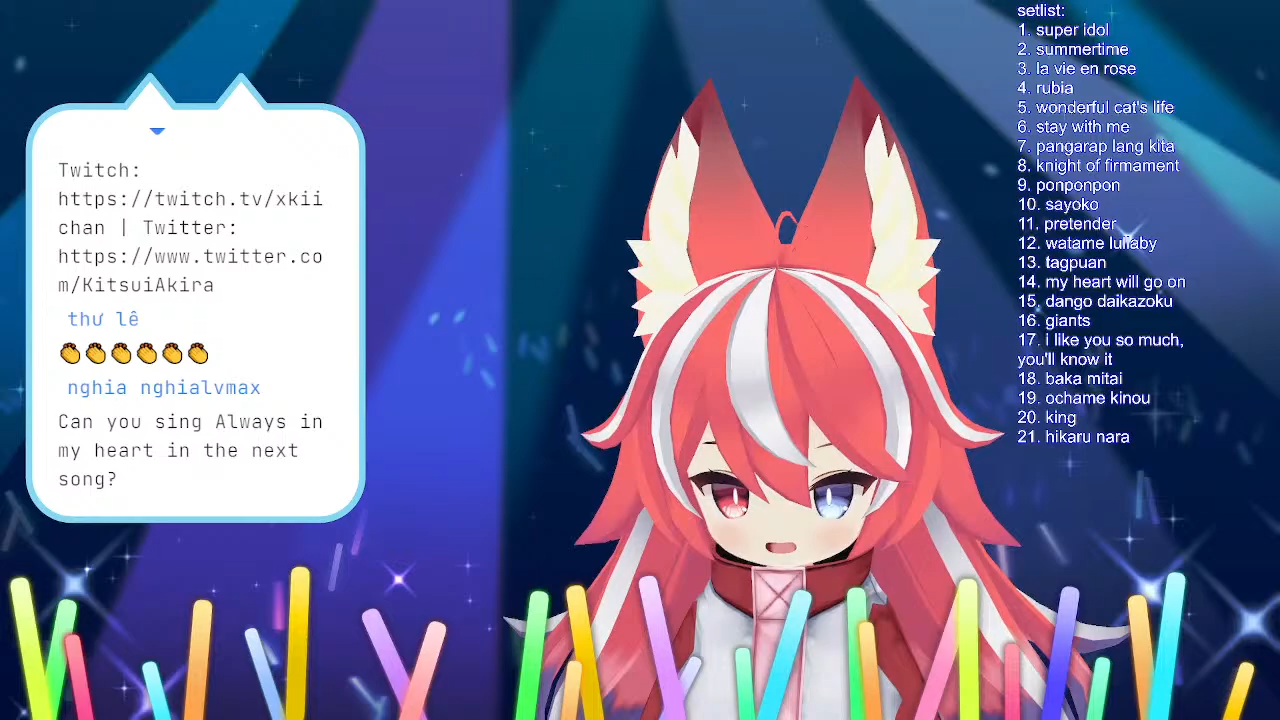 Twitch:
https://twitch.tv/xkii
chan | Twitter:
https://www.twitter.co
m/KitsuiAkira
thư lê
👏👏👏👏👏👏
nghia nghialvmax
Can you sing Always in
my heart in the next
song?
setlist:
1. super idol
2. summertime
3. la vie en rose
4. rubia
5. wonderful cat's life
6. stay with me
7. pangarap lang kita
8. knight of firmament
9. ponponpon
10. sayoko
11. pretender
12. watame lullaby
13. tagpuan
14. my heart will go on
15. dango daikazoku
16. giants
17. i like you so much,
you'll know it
18. baka mitai
19. ochame kinou
20. king
21. hikaru nara